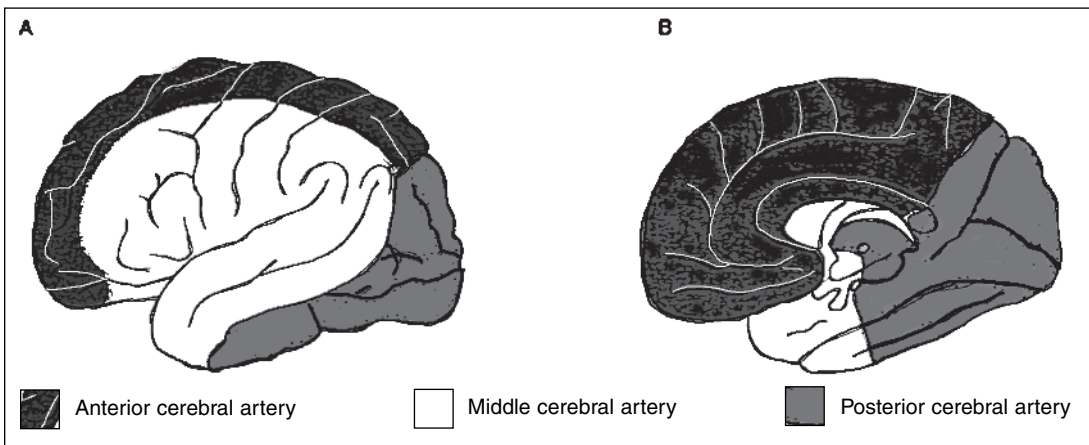 A
B
Anterior cerebral artery
Middle cerebral artery
Posterior cerebral artery